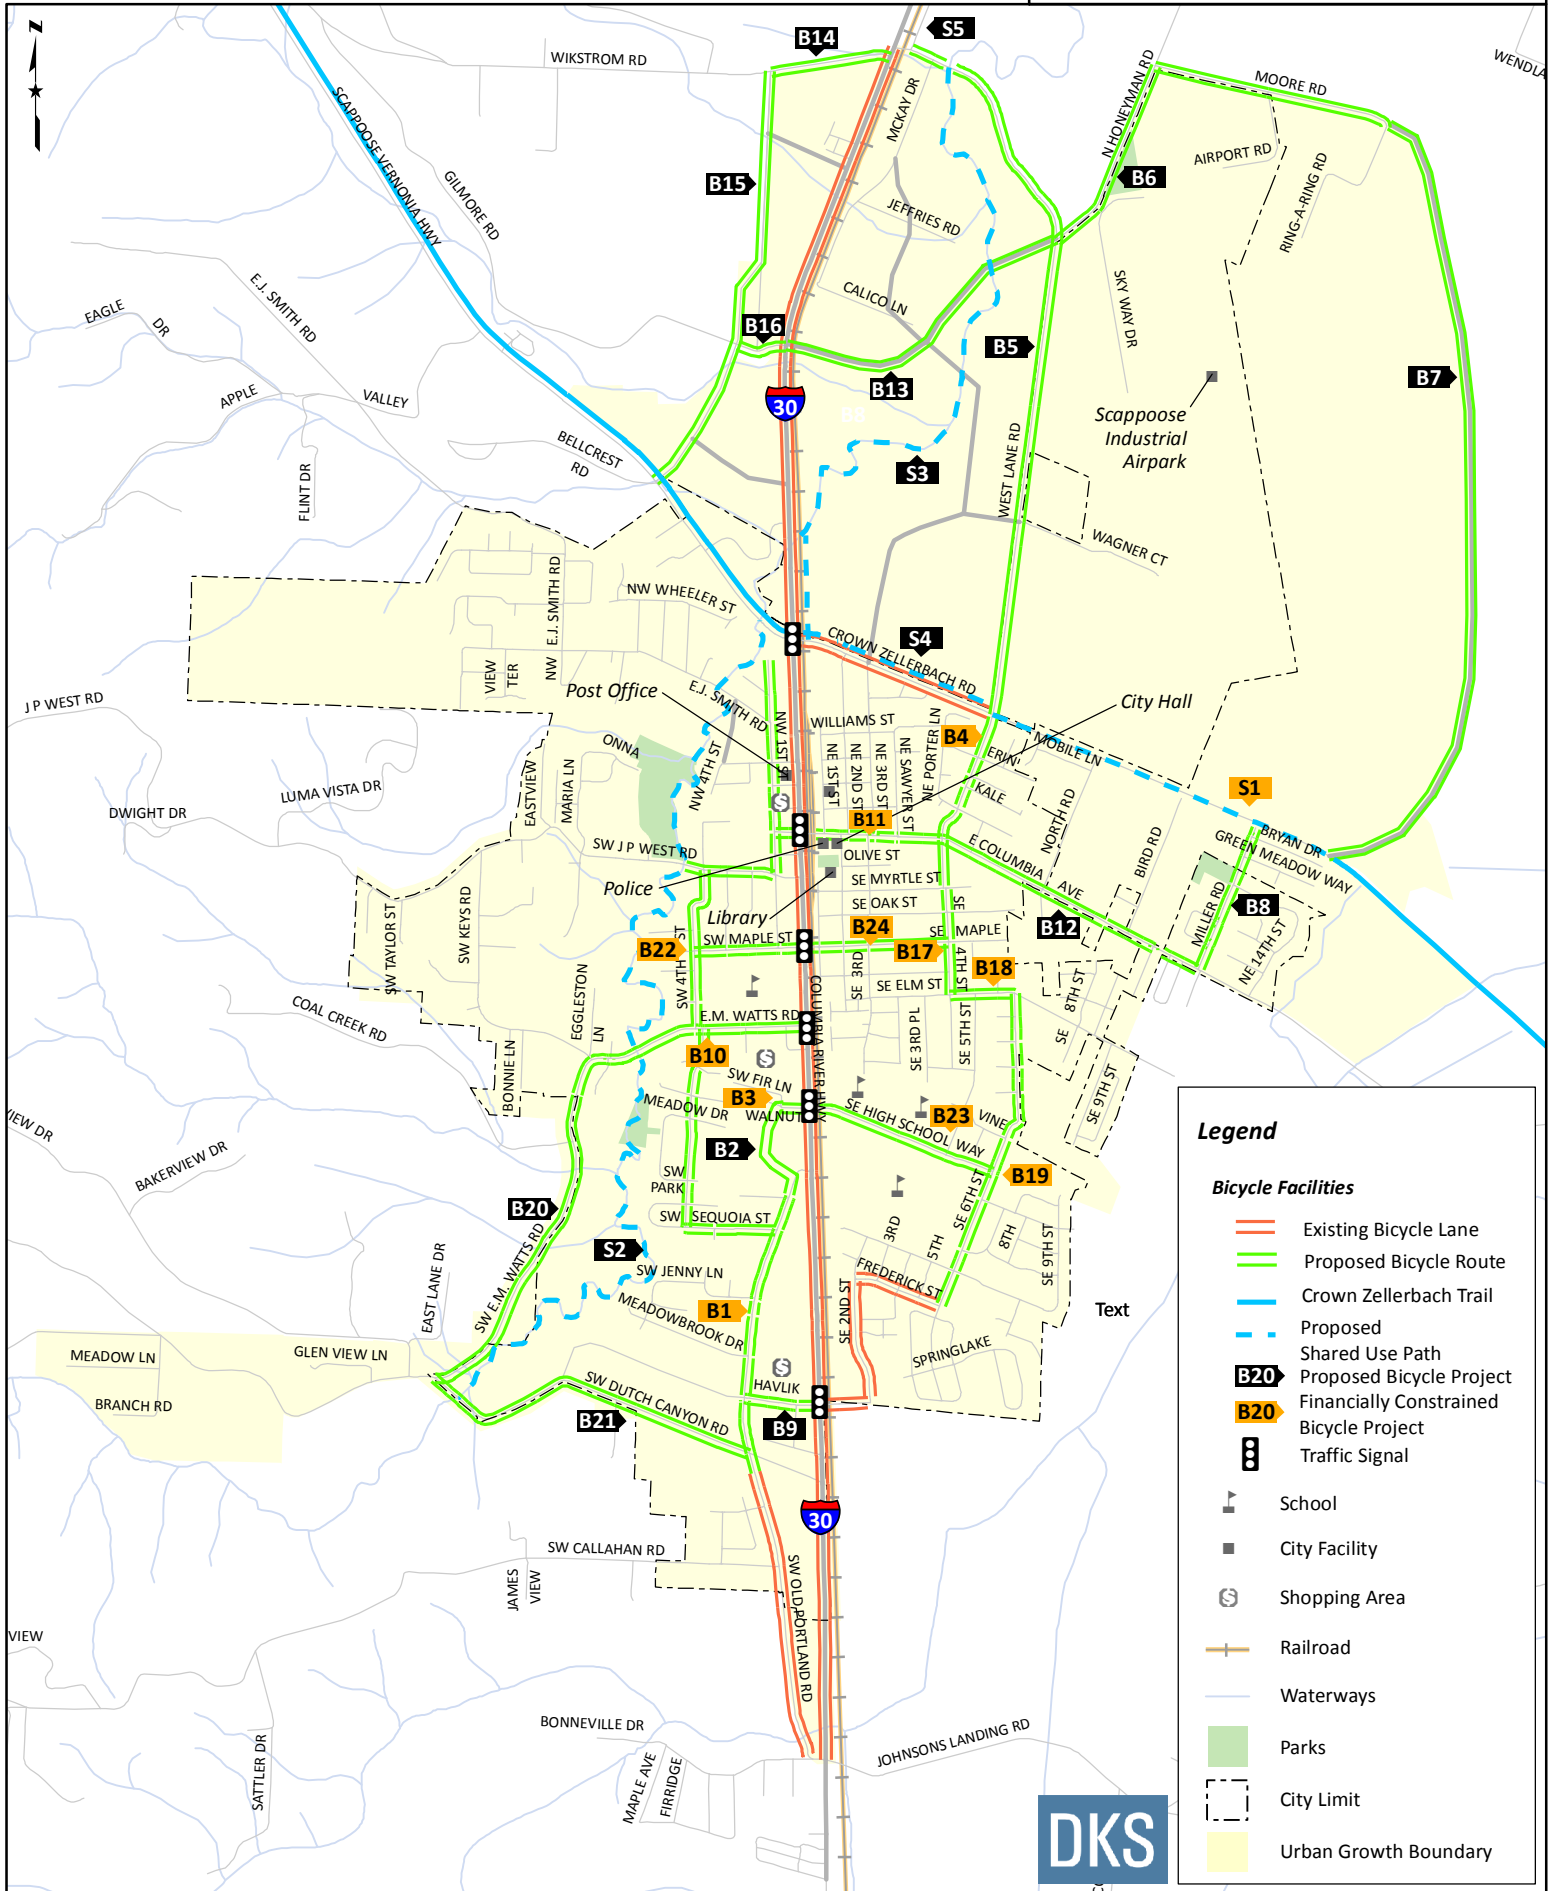 Z
S5
B14
WIKSTROM RD
WENDLA
MOORE RD
MCKAY DR
N HONEYMAN RD
SCAPPOOSE VERNONIA HWY
GILMORE RD
AIRPORT RD
B15
B6
RING-A-RING RD
JEFFRIES RD
E.J. SMITH RD
SKY WAY DR
CALICO LN
EAGLE
DR
B16
B5
B13
B7
30
APPLE
VALLEY
Scappoose
Industrial
Airpark
BELLCREST
RD
WEST LANE RD
S3
FLINT DR
WAGNER CT
NW WHEELER ST
NW E.J. SMITH RD
CROWN ZELLERBACH RD
S4
VIEW
TER
Post Office
E.J. SMITH RD
City Hall
J P WEST RD
NW 1ST ST
WILLIAMS ST
NE PORTER LN
B4
ERIN
MOBILE LN
ONNA
NW 4TH ST
NE 1ST ST
NE 2ND ST
NE 3RD ST
NE SAWYER ST
KALE
S1
LUMA VISTA DR
DWIGHT DR
EASTVIEW
MARIA LN
NORTH RD
B11
BRYAN DR
GREEN MEADOW WAY
BIRD RD
SW J P WEST RD
OLIVE ST
E COLUMBIA AVE
Police
SE MYRTLE ST
Library
SE OAK ST
SE
4TH ST
MILLER RD
B8
SW TAYLOR ST
SW KEYS RD
B12
NE 14TH ST
SW 4TH ST
SW MAPLE ST
B24
SE MAPLE
B22
B17
B18
SE 3RD
SE ELM ST
SE 8TH ST
COAL CREEK RD
EGGLESTON
LN
E.M. WATTS RD
COLUMBIA RIVER HWY
SE 3RD PL
SE 5TH ST
B10
BONNIE LN
SW FIR LN
SE 9TH ST
B3
MEADOW DR
WALNUT
SE HIGH SCHOOL WAY
B23
VINE
VIEW DR
B2
BAKERVIEW DR
SW
PARK
B19
B20
SW SEQUOIA ST
SE 6TH ST
3RD
5TH
8TH
SE 9TH ST
S2
SW E.M. WATTS RD
EAST LANE DR
SW JENNY LN
FREDERICK ST
B1
MEADOWBROOK DR
SE 2ND ST
Text
MEADOW LN
GLEN VIEW LN
SPRINGLAKE
HAVLIK
BRANCH RD
SW DUTCH CANYON RD
B21
B9
30
SW CALLAHAN RD
JAMES
VIEW
SW OLD PORTLAND RD
VIEW
BONNEVILLE DR
JOHNSONS LANDING RD
SATTLER DR
MAPLE AVE
FIRRIDGE
DKS
Legend
Bicycle Facilities
Existing Bicycle Lane
Proposed Bicycle Route
Crown Zellerbach Trail
Proposed
Shared Use Path
B20 Proposed Bicycle Project
B20 Financially Constrained
Bicycle Project
Traffic Signal
School
City Facility
S Shopping Area
Railroad
Waterways
Parks
City Limit
Urban Growth Boundary